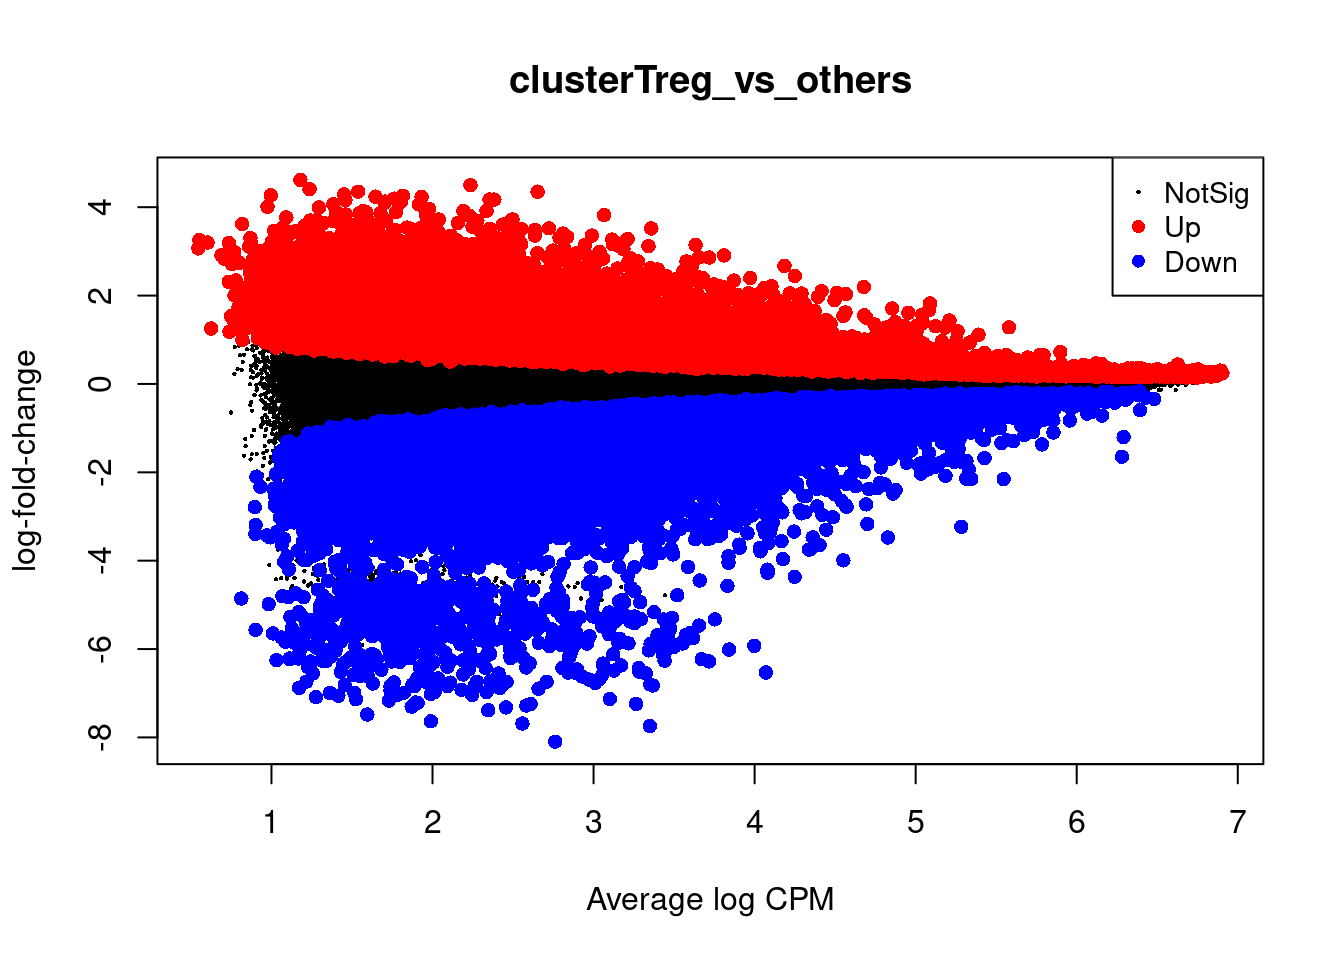 clusterTreg_vs_others
NotSig
Up
Down
log-fold-change
4
2
0
-2
-4
-6
-8
1 2 3 4 5 6 7
Average log CPM